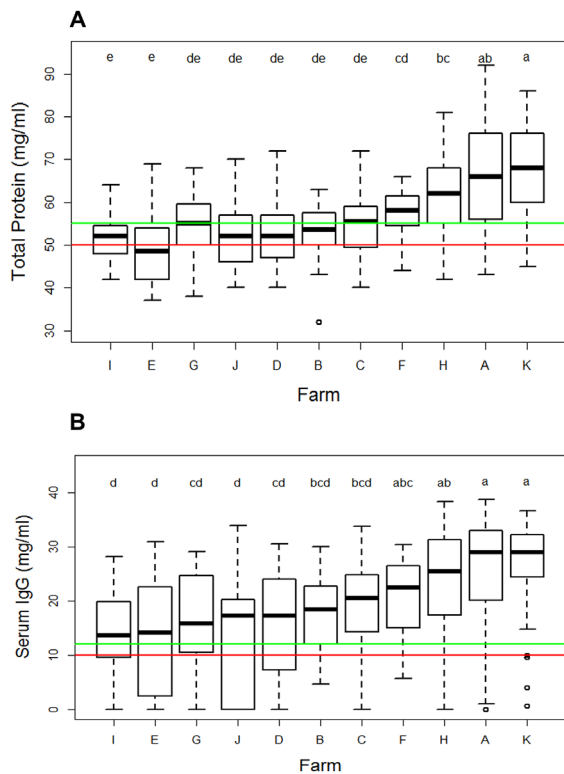 A
e e de de de de de cd bc ab a
90
80
70
60
50
40
30
Total Protein (mg/ml)
I E G J D B C F H A K
Farm
B
d d cd d cd bcd bcd abc ab a a
40
30
20
10
0
Serum IgG (mg/ml)
I E G J D B C F H A K
Farm